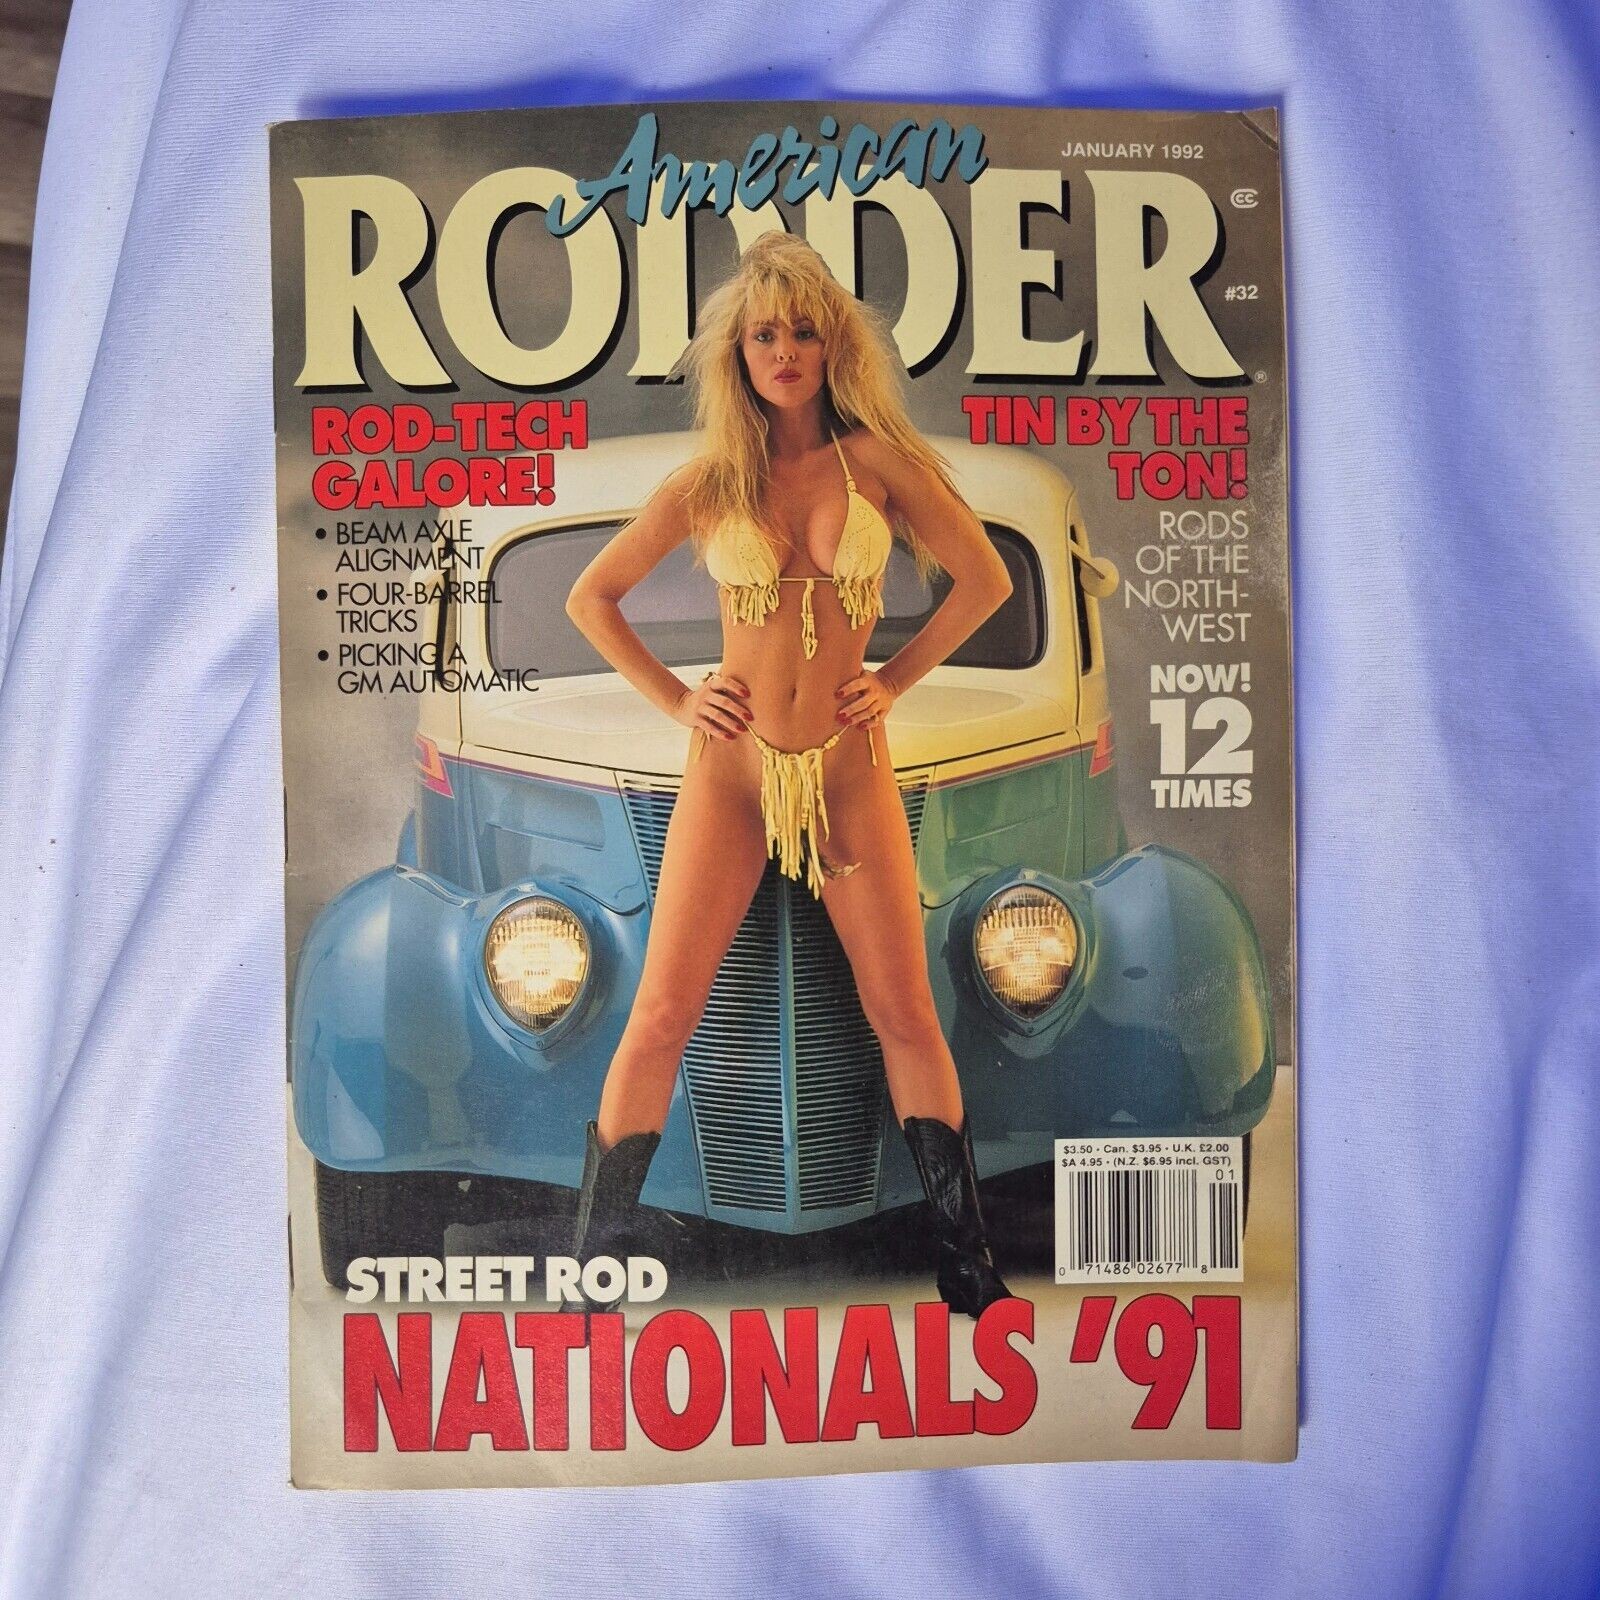 American
JANUARY 1992
RODDER
CC
#32
®
ROD-TECH
GALORE!
• BEAM AXLE
ALIGNMENT
• FOUR-BARREL
TRICKS
• PICKING A
GM AUTOMATIC
TIN BY THE
TON!
RODS
OF THE
NORTH-
WEST
NOW!
12
TIMES
$3.50 • Can. $3.95 • U.K. £2.00
$A 4.95 • (N.Z. $6.95 incl. GST)
01
0 71486 02677 8
STREET ROD
NATIONALS '91